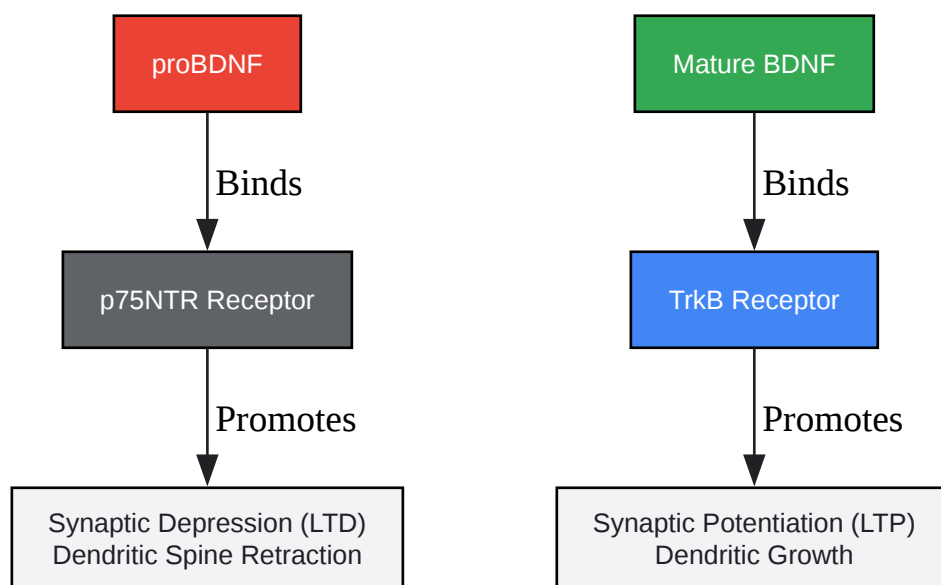 proBDNF
Binds
p75NTR Receptor
Promotes
Synaptic Depression (LTD)
Dendritic Spine Retraction
Mature BDNF
Binds
TrkB Receptor
Promotes
Synaptic Potentiation (LTP)
Dendritic Growth